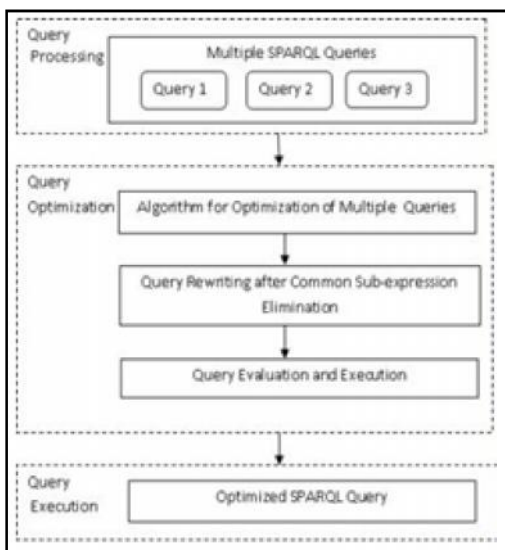 Query
Processing
Multiple SPARQL Queries
Query 1
Query 2
Query 3
Query
Optimization
Algorithm for Optimization of Multiple Queries
Query Rewriting after Common Sub-expression
Elimination
Query Evaluation and Execution
Query
Execution
Optimized SPARQL Query